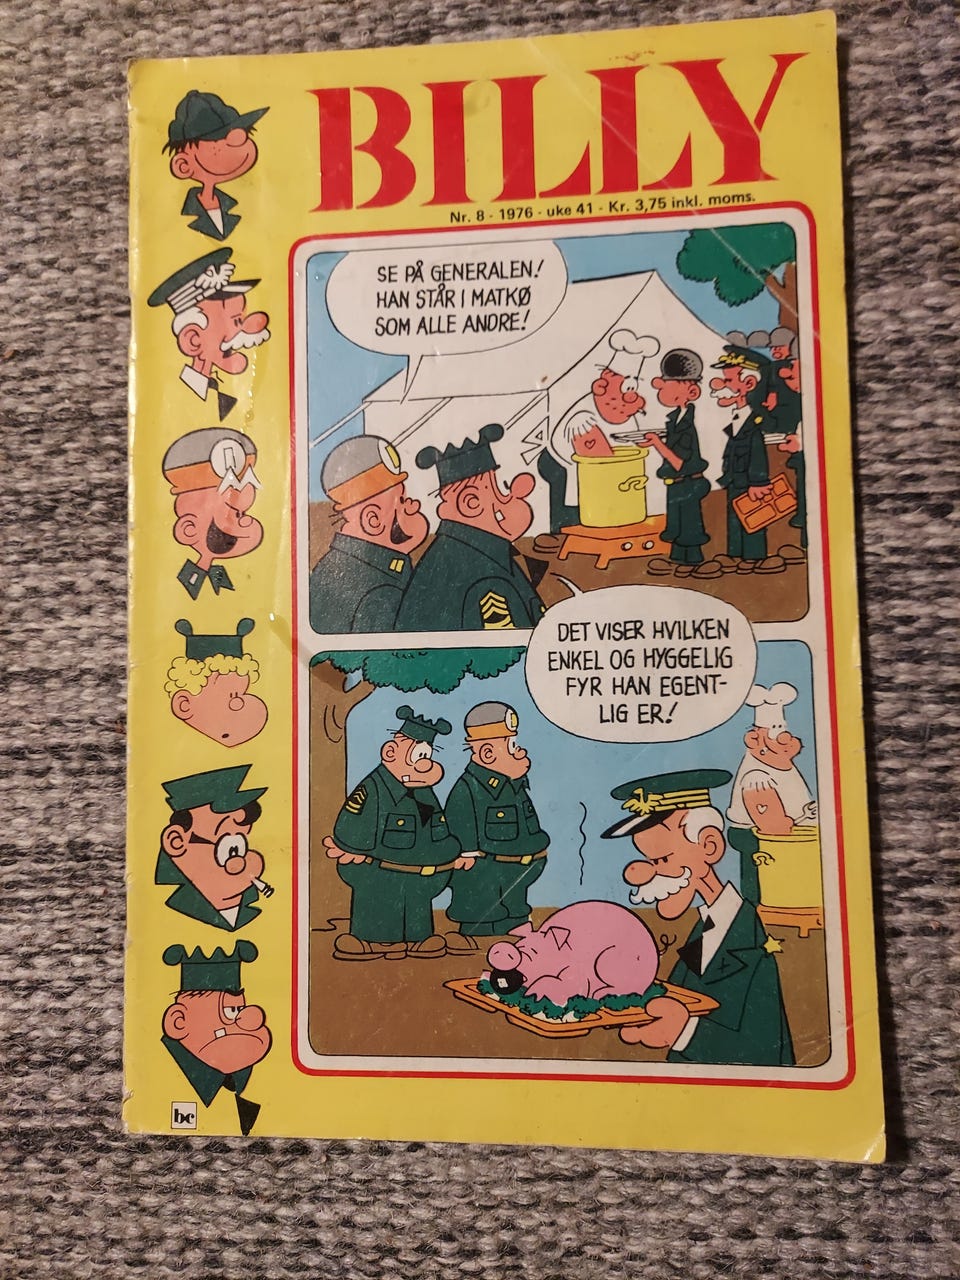 BILLY
Nr. 8 - 1976 - uke 41 - Kr. 3,75 inkl. moms.
SE PÅ GENERALEN!
HAN STÅR I MATKØ
SOM ALLE ANDRE!
DET VISER HVILKEN
ENKEL OG HYGGELIG
FYR HAN EGENT-
LIG ER!
bc